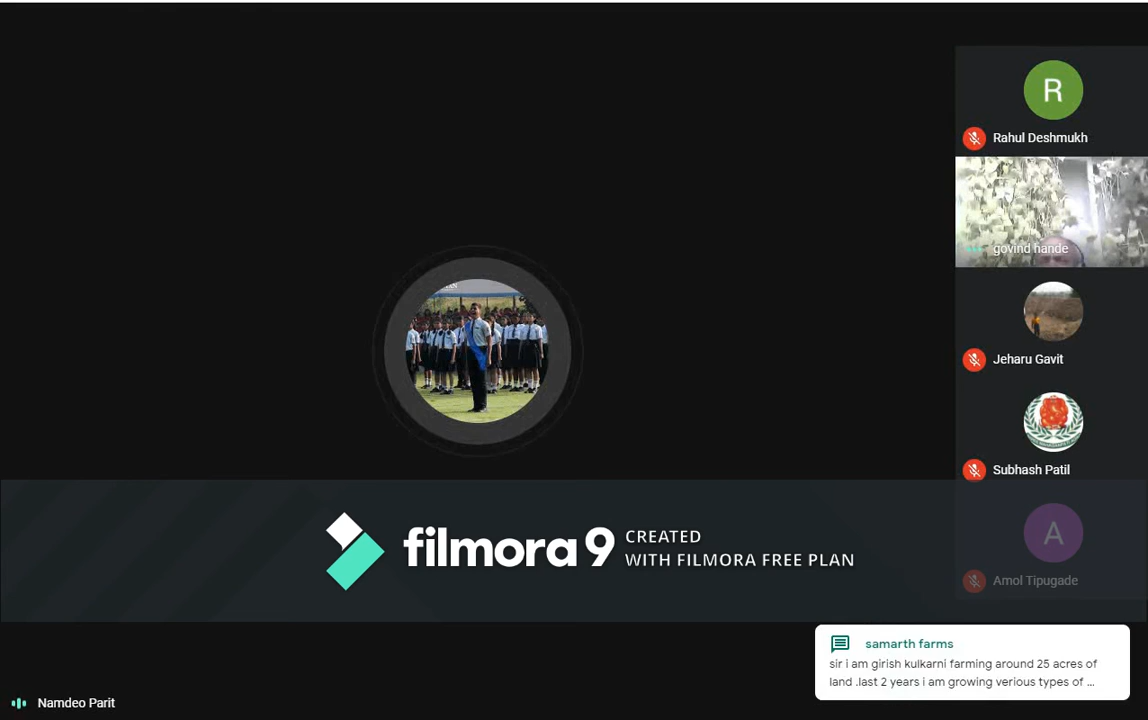 R
Rahul Deshmukh
govind hande
Jeharu Gavit
Subhash Patil
A
Amol Tipugade
filmora 9 CREATED
WITH FILMORA FREE PLAN
samarth farms
sir i am girish kulkarni farming around 25 acres of
land .last 2 years i am growing verious types of ...
Namdeo Parit